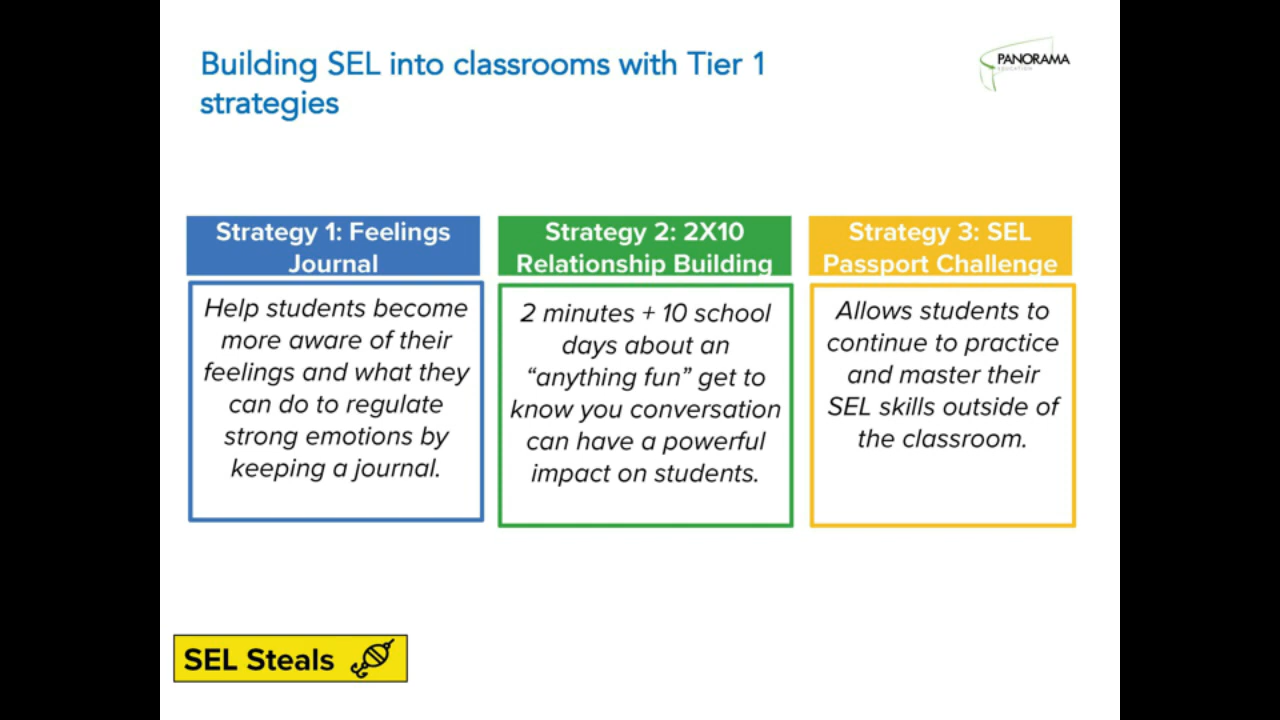 Building SEL into classrooms with Tier 1
strategies
PANORAMA
EDUCATION
Strategy 1: Feelings
Journal
Help students become
more aware of their
feelings and what they
can do to regulate
strong emotions by
keeping a journal.
Strategy 2: 2X10
Relationship Building
2 minutes + 10 school
days about an
“anything fun” get to
know you conversation
can have a powerful
impact on students.
Strategy 3: SEL
Passport Challenge
Allows students to
continue to practice
and master their
SEL skills outside of
the classroom.
SEL Steals